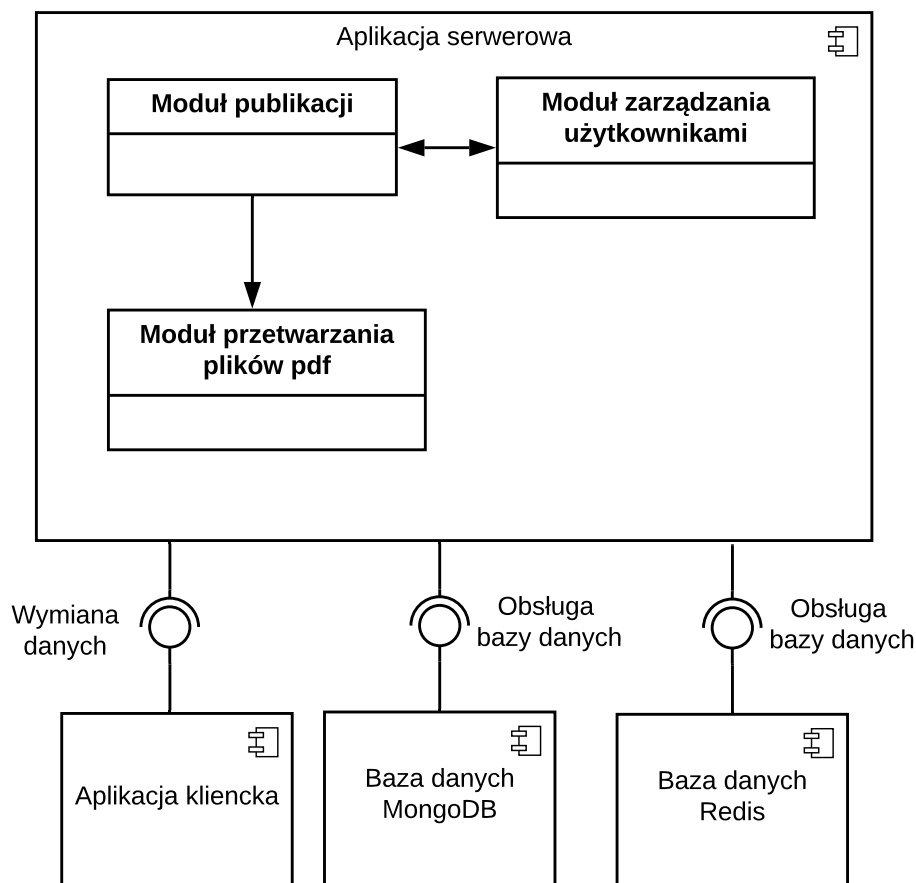 Aplikacja serwerowa
Moduł publikacji
Moduł zarządzania
użytkownikami
Moduł przetwarzania
plików pdf
Wymiana
danych
Obsługa
bazy danych
Obsługa
bazy danych
Aplikacja kliencka
Baza danych
MongoDB
Baza danych
Redis